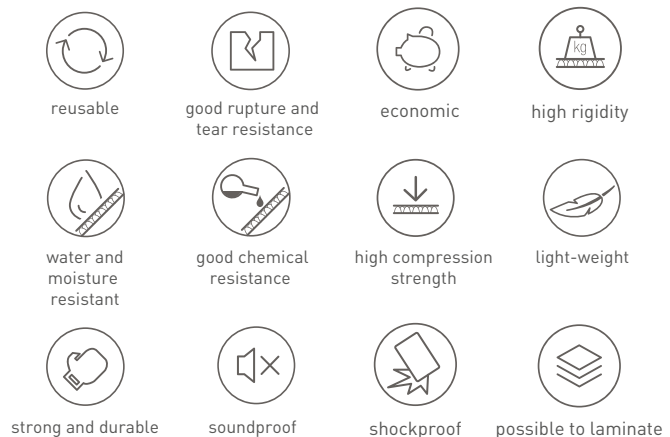 kg
reusable
good rupture and
tear resistance
economic
high rigidity
water and
moisture
resistant
good chemical
resistance
high compression
strength
light-weight
strong and durable
soundproof
shockproof
possible to laminate